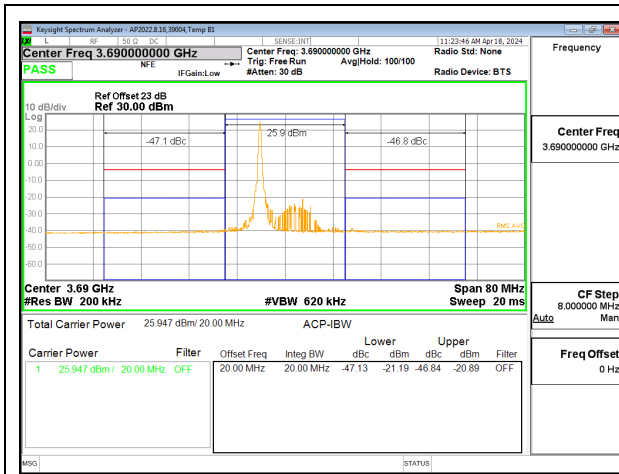 Keysight Spectrum Analyzer - AP2022.8.16,39004,Temp B1
L RF 50 Ω DC SENSE:INT 11:23:46 AM Apr 18, 2024
Center Freq 3.690000000 GHz
Center Freq: 3.690000000 GHz
Radio Std: None
Frequency
PASS
NFE
IFGain:Low
Trig: Free Run
Avg|Hold: 100/100
#Atten: 30 dB
Radio Device: BTS
Ref Offset 23 dB
10 dB/div Ref 30.00 dBm
Log
20.0
10.0
0.00
-10.0
-20.0
-30.0
-40.0
-50.0
-60.0
-47.1 dBc
25.9 dBm
-46.8 dBc
RMS AVG
Center Freq
3.690000000 GHz
Center 3.69 GHz
Span 80 MHz
#Res BW 200 kHz
#VBW 620 kHz
Sweep 20 ms
CF Step
8.000000 MHz
Auto Man
Total Carrier Power 25.947 dBm/ 20.00 MHz ACP-IBW
Lower Upper
Carrier Power Filter Offset Freq Integ BW dBc dBm dBc dBm Filter
1 25.947 dBm / 20.00 MHz OFF 20.00 MHz 20.00 MHz -47.13 -21.19 -46.84 -20.89 OFF
Freq Offset
0 Hz
MSG STATUS